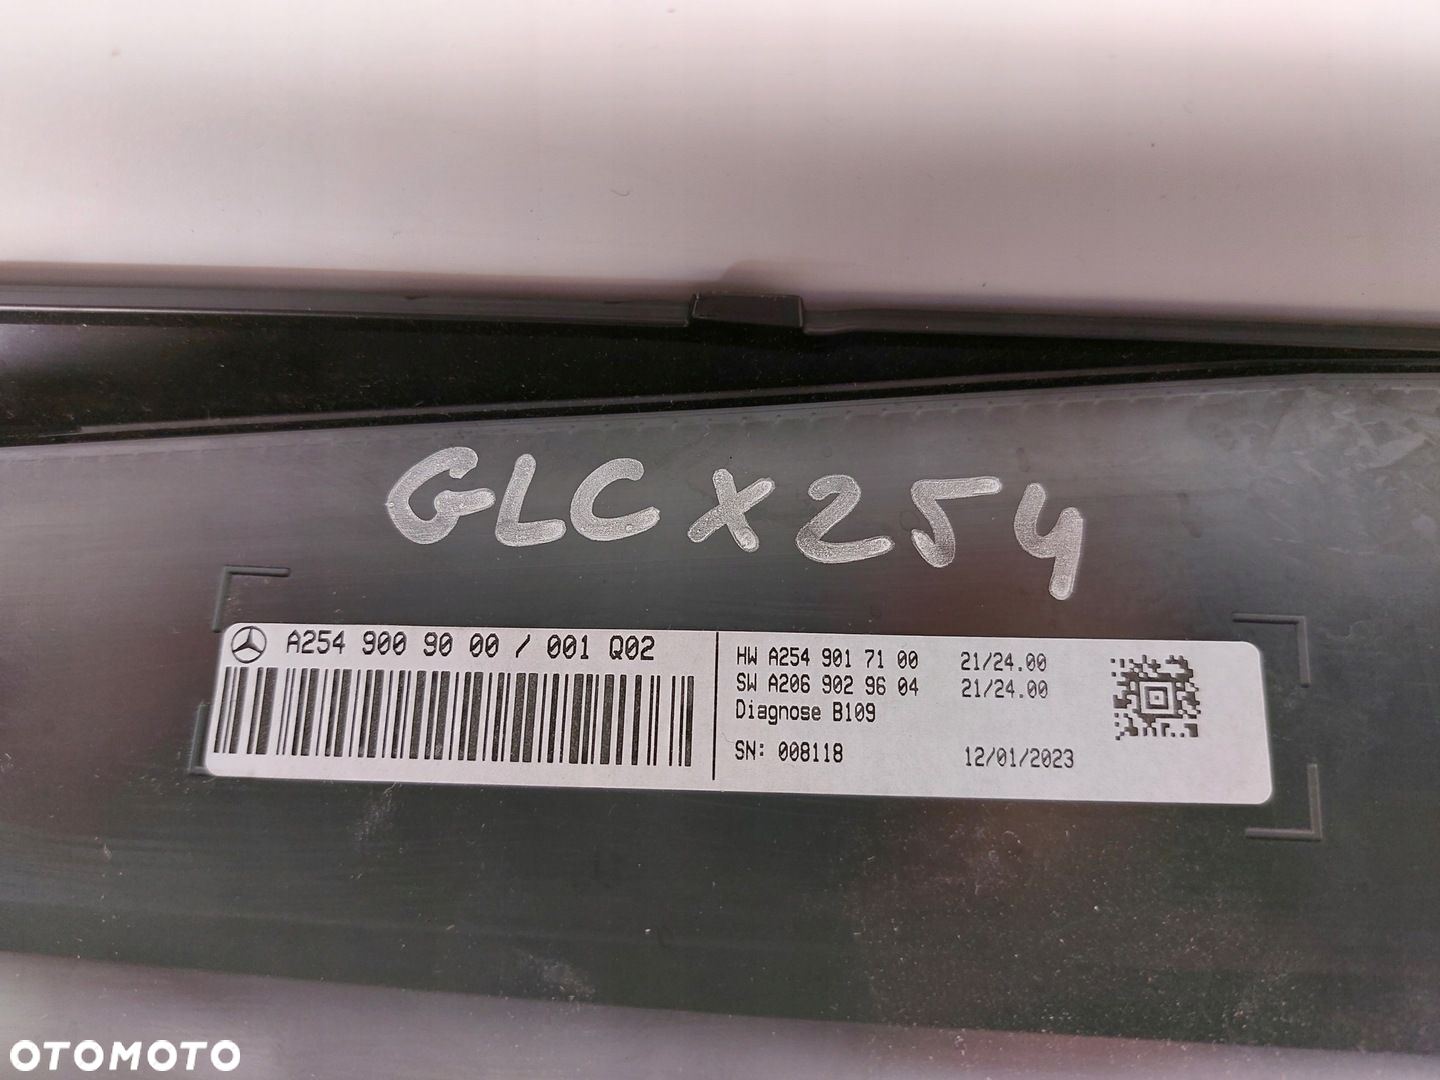 GLC X254
A254 900 90 00 / 001 Q02
HW A254 901 71 00 21/24.00
SW A206 902 96 04 21/24.00
Diagnose B109
SN: 008118 12/01/2023
OTOMOTO